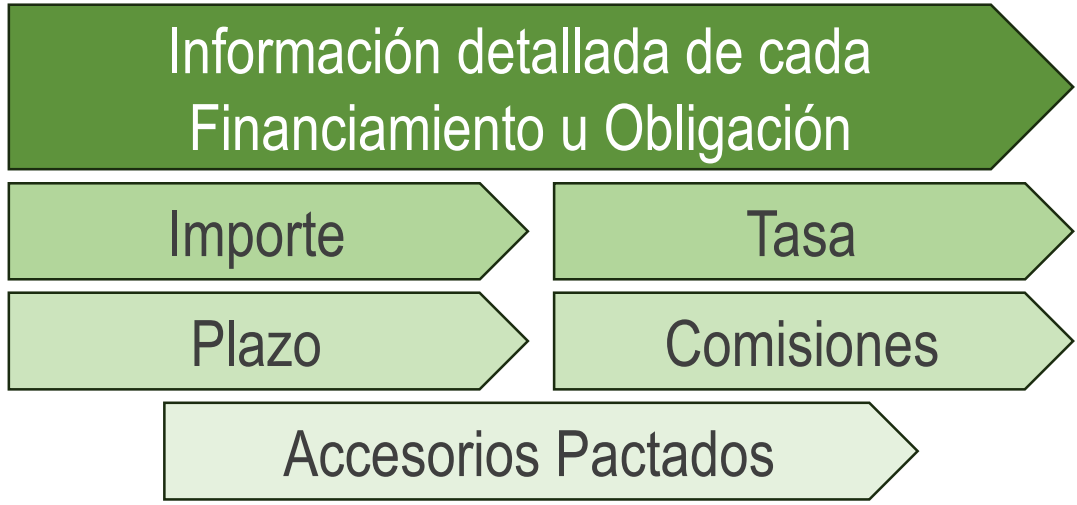 Información detallada de cada
Financiamiento u Obligación
Importe
Tasa
Plazo
Comisiones
Accesorios Pactados